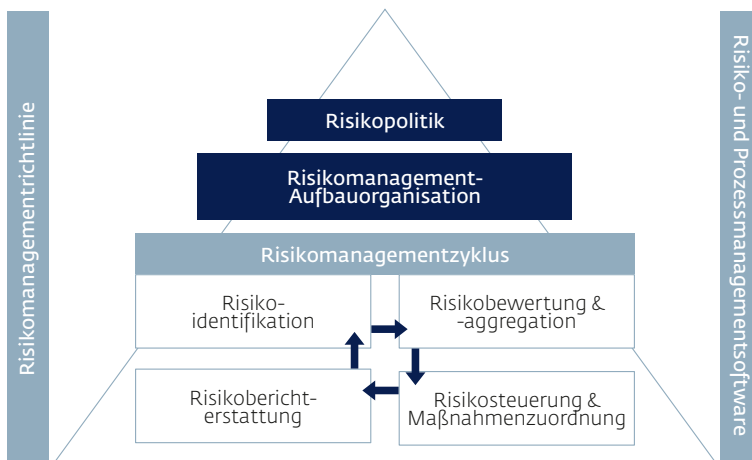 Risikomanagementrichtlinie
Risikopolitik
Risikomanagement-
Aufbauorganisation
Risikomanagementzyklus
Risiko-
identifikation
Risikobewertung &
-aggregation
Risikobericht-
erstattung
Risikosteuerung &
Maßnahmenzuordnung
Risiko- und Prozessmanagementsoftware